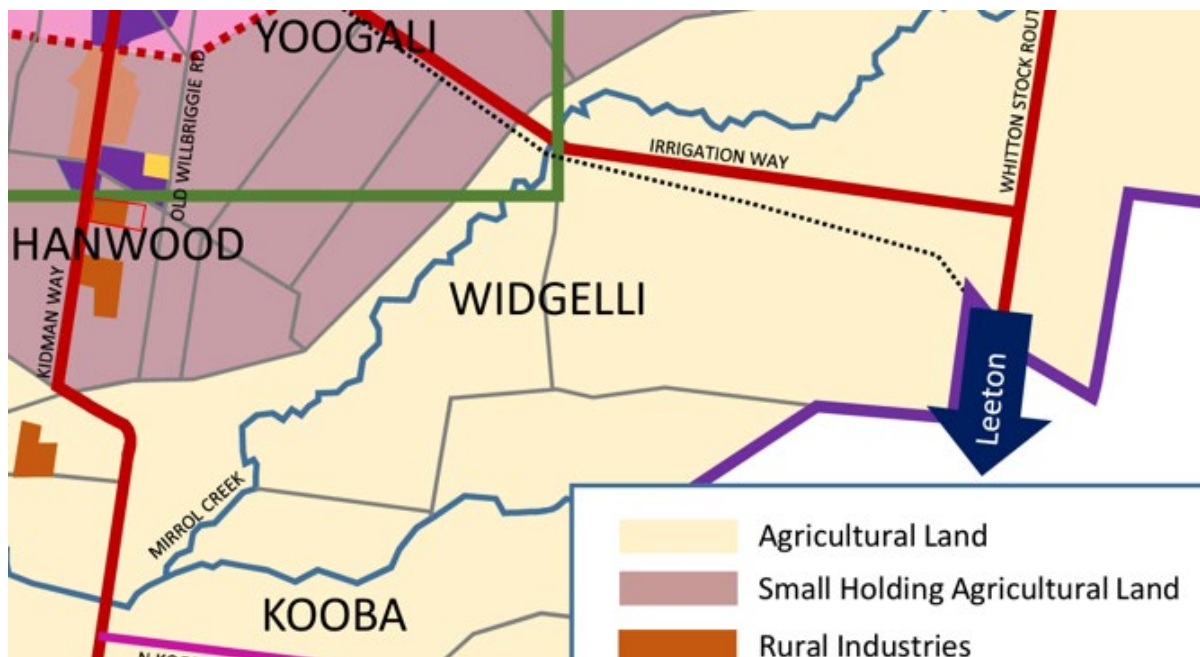 YOOGALI
OLD WILLBRIGGIE RD
WHITTON STOCK ROUT
IRRIGATION WAY
HANWOOD
WIDGELLI
KIDMAN WAY
Leeton
MIRROL CREEK
KOOBA
Agricultural Land
Small Holding Agricultural Land
Rural Industries